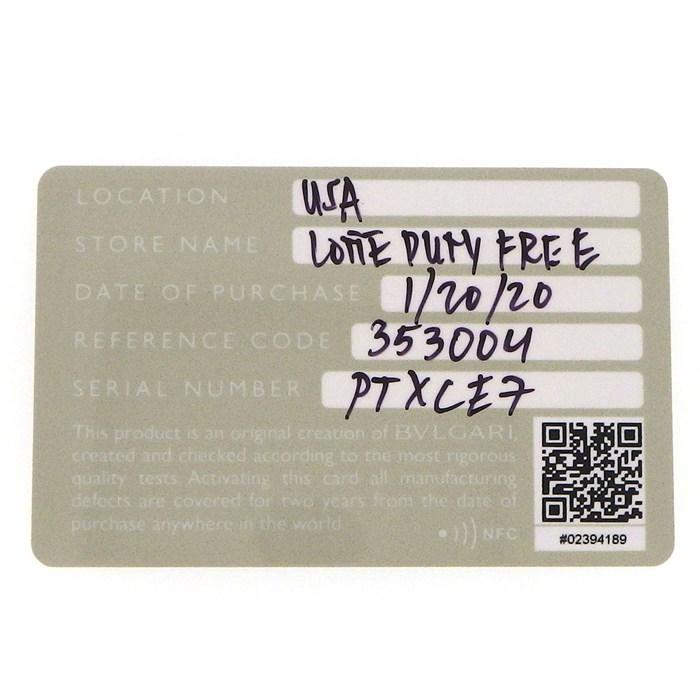 LOCATION USA
STORE NAME LOTTE DUTY FREE
DATE OF PURCHASE 1/20/20
REFERENCE CODE 353004
SERIAL NUMBER PTXCE7
This product is an original creation of BVLGARI,
created and checked according to the most rigorous
quality tests. Activating this card all manufacturing
defects are covered for two years from the date of
purchase anywhere in the world.
NFC
#02394189